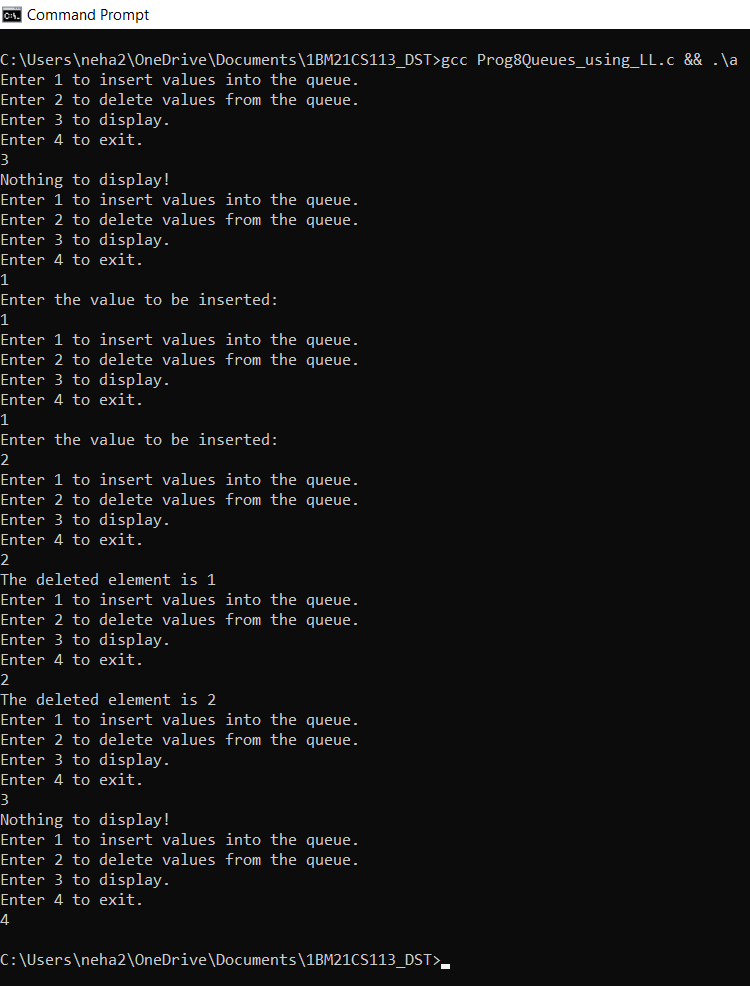 Command Prompt
C:\Users\neha2\OneDrive\Documents\1BM21CS113_DST>gcc Prog8Queues_using_LL.c && .\a
Enter 1 to insert values into the queue.
Enter 2 to delete values from the queue.
Enter 3 to display.
Enter 4 to exit.
3
Nothing to display!
Enter 1 to insert values into the queue.
Enter 2 to delete values from the queue.
Enter 3 to display.
Enter 4 to exit.
1
Enter the value to be inserted:
1
Enter 1 to insert values into the queue.
Enter 2 to delete values from the queue.
Enter 3 to display.
Enter 4 to exit.
1
Enter the value to be inserted:
2
Enter 1 to insert values into the queue.
Enter 2 to delete values from the queue.
Enter 3 to display.
Enter 4 to exit.
2
The deleted element is 1
Enter 1 to insert values into the queue.
Enter 2 to delete values from the queue.
Enter 3 to display.
Enter 4 to exit.
2
The deleted element is 2
Enter 1 to insert values into the queue.
Enter 2 to delete values from the queue.
Enter 3 to display.
Enter 4 to exit.
3
Nothing to display!
Enter 1 to insert values into the queue.
Enter 2 to delete values from the queue.
Enter 3 to display.
Enter 4 to exit.
4
C:\Users\neha2\OneDrive\Documents\1BM21CS113_DST>